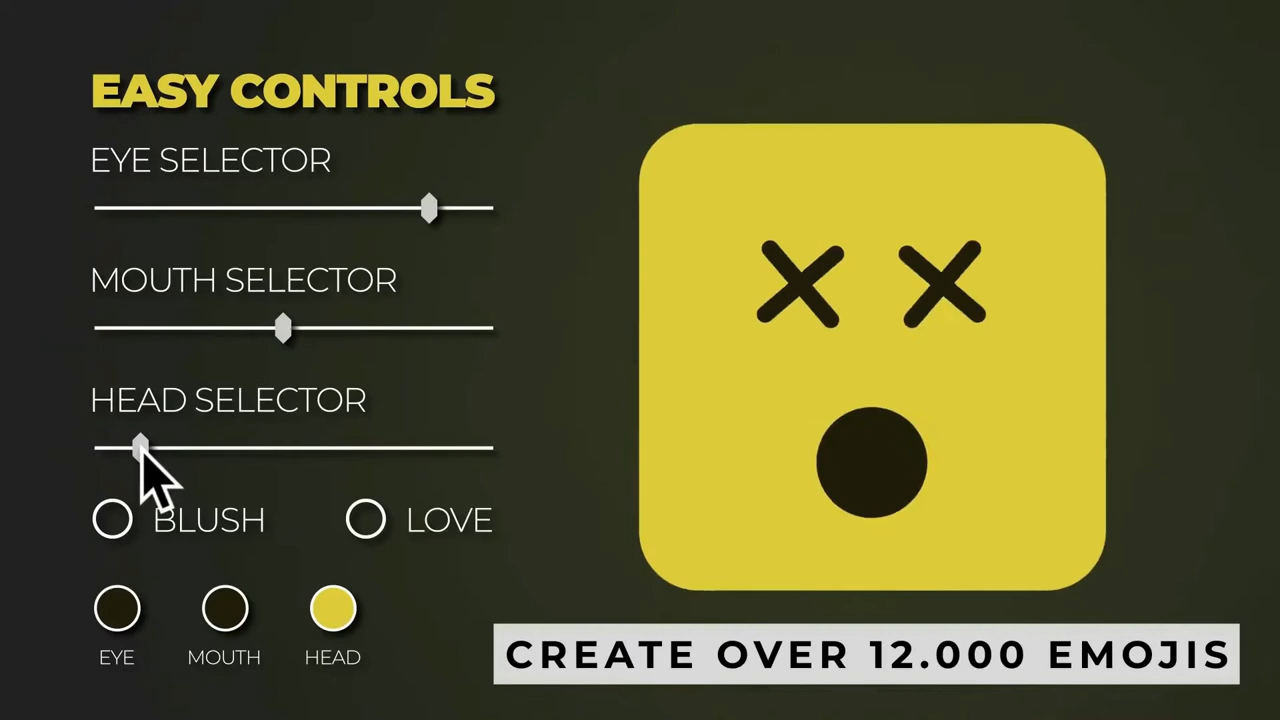 EASY CONTROLS
EYE SELECTOR
MOUTH SELECTOR
HEAD SELECTOR
BLUSH LOVE
EYE MOUTH HEAD
CREATE OVER 12.000 EMOJIS